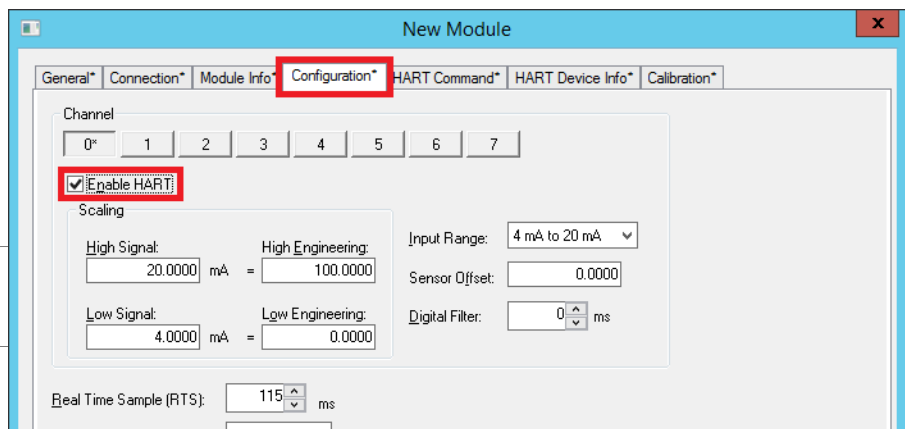 New Module
x
General* Connection* Module Info* Configuration* HART Command* HART Device Info* Calibration*
Channel
0* 1 2 3 4 5 6 7
Enable HART
Scaling
High Signal: High Engineering: Input Range: 4 mA to 20 mA
20.0000 mA = 100.0000 Sensor Offset: 0.0000
Low Signal: Low Engineering: Digital Filter: 0 ms
4.0000 mA = 0.0000
Real Time Sample (RTS): 115 ms